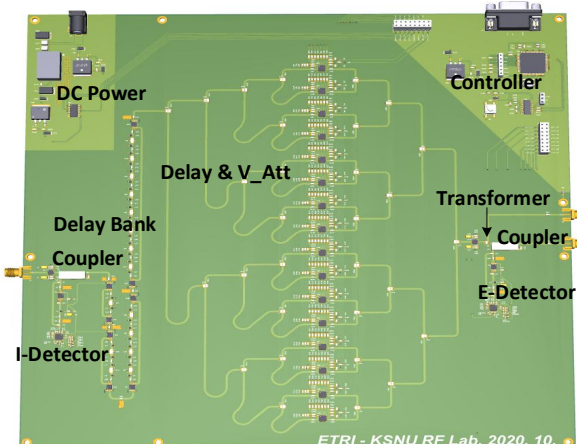 DC Power
Controller
Delay & V_Att
Transformer
Delay Bank
Coupler
Coupler
E-Detector
I-Detector
ETRI - KSNU RF Lab. 2020. 10.